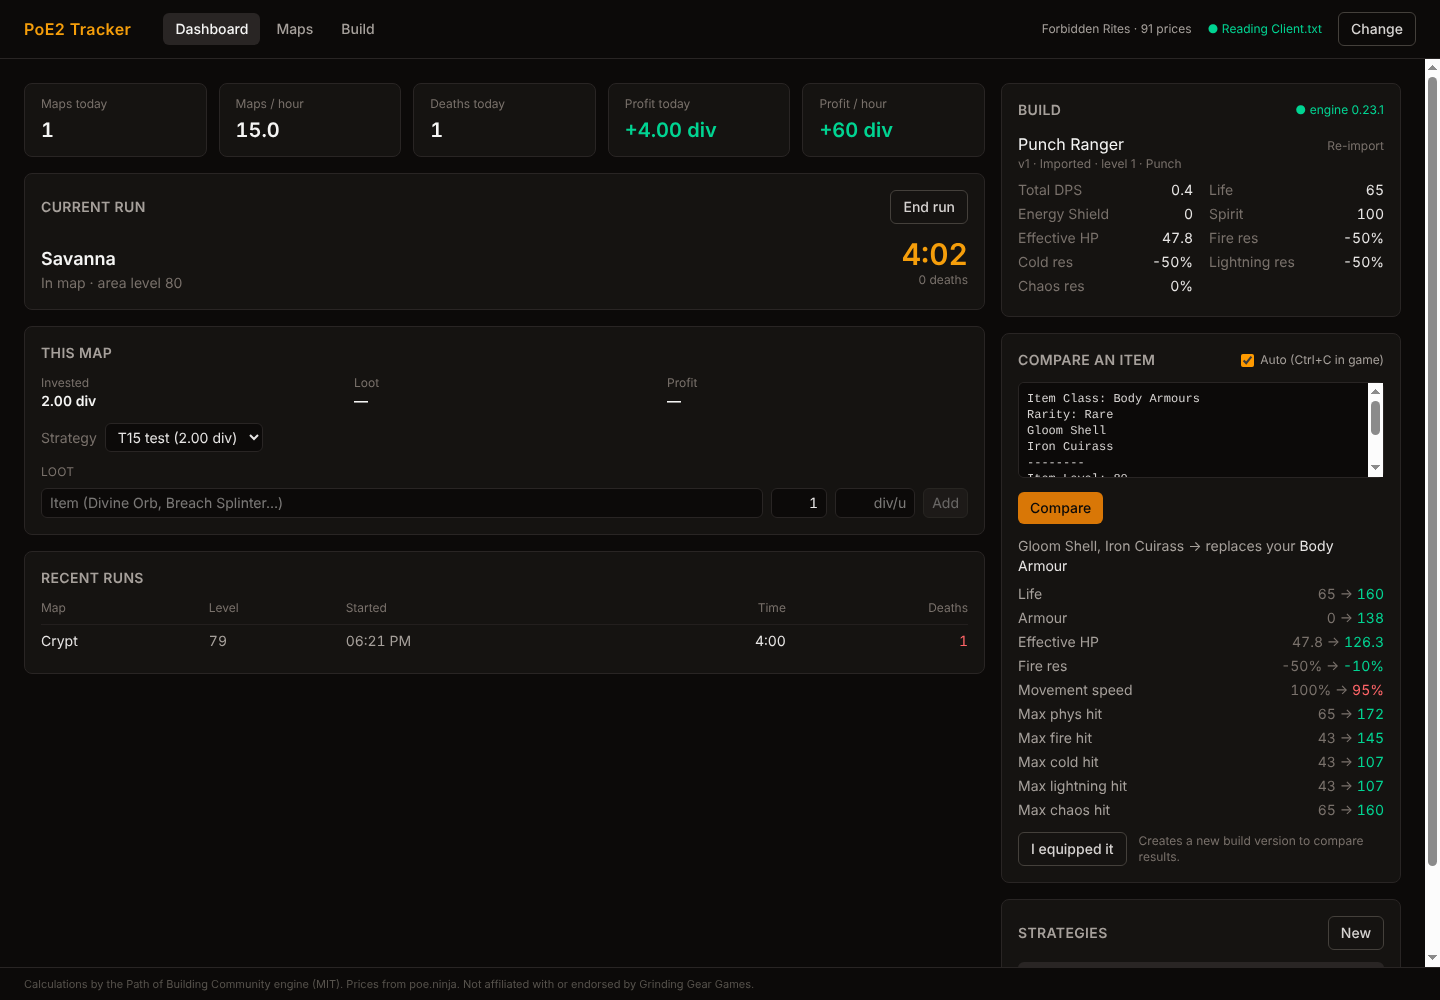 PoE2 Tracker
Dashboard
Maps
Build
Forbidden Rites · 91 prices
Reading Client.txt
Change
Maps today
1
Maps / hour
15.0
Deaths today
1
Profit today
+4.00 div
Profit / hour
+60 div
CURRENT RUN
End run
Savanna
4:02
In map · area level 80
0 deaths
THIS MAP
Invested
Loot
Profit
2.00 div
—
—
Strategy
T15 test (2.00 div)
LOOT
Item (Divine Orb, Breach Splinter...)
1
div/u
Add
RECENT RUNS
Map Level Started Time Deaths
Crypt 79 06:21 PM 4:00 1
BUILD
engine 0.23.1
Punch Ranger
Re-import
v1 · Imported · level 1 · Punch
Total DPS 0.4 Life 65
Energy Shield 0 Spirit 100
Effective HP 47.8 Fire res -50%
Cold res -50% Lightning res -50%
Chaos res 0%
COMPARE AN ITEM
Auto (Ctrl+C in game)
Item Class: Body Armours
Rarity: Rare
Gloom Shell
Iron Cuirass
--------
Item Level: 80
Compare
Gloom Shell, Iron Cuirass → replaces your Body
Armour
Life 65 → 160
Armour 0 → 138
Effective HP 47.8 → 126.3
Fire res -50% → -10%
Movement speed 100% → 95%
Max phys hit 65 → 172
Max fire hit 43 → 145
Max cold hit 43 → 107
Max lightning hit 43 → 107
Max chaos hit 65 → 160
I equipped it
Creates a new build version to compare
results.
STRATEGIES
New
Calculations by the Path of Building Community engine (MIT). Prices from poe.ninja. Not affiliated with or endorsed by Grinding Gear Games.